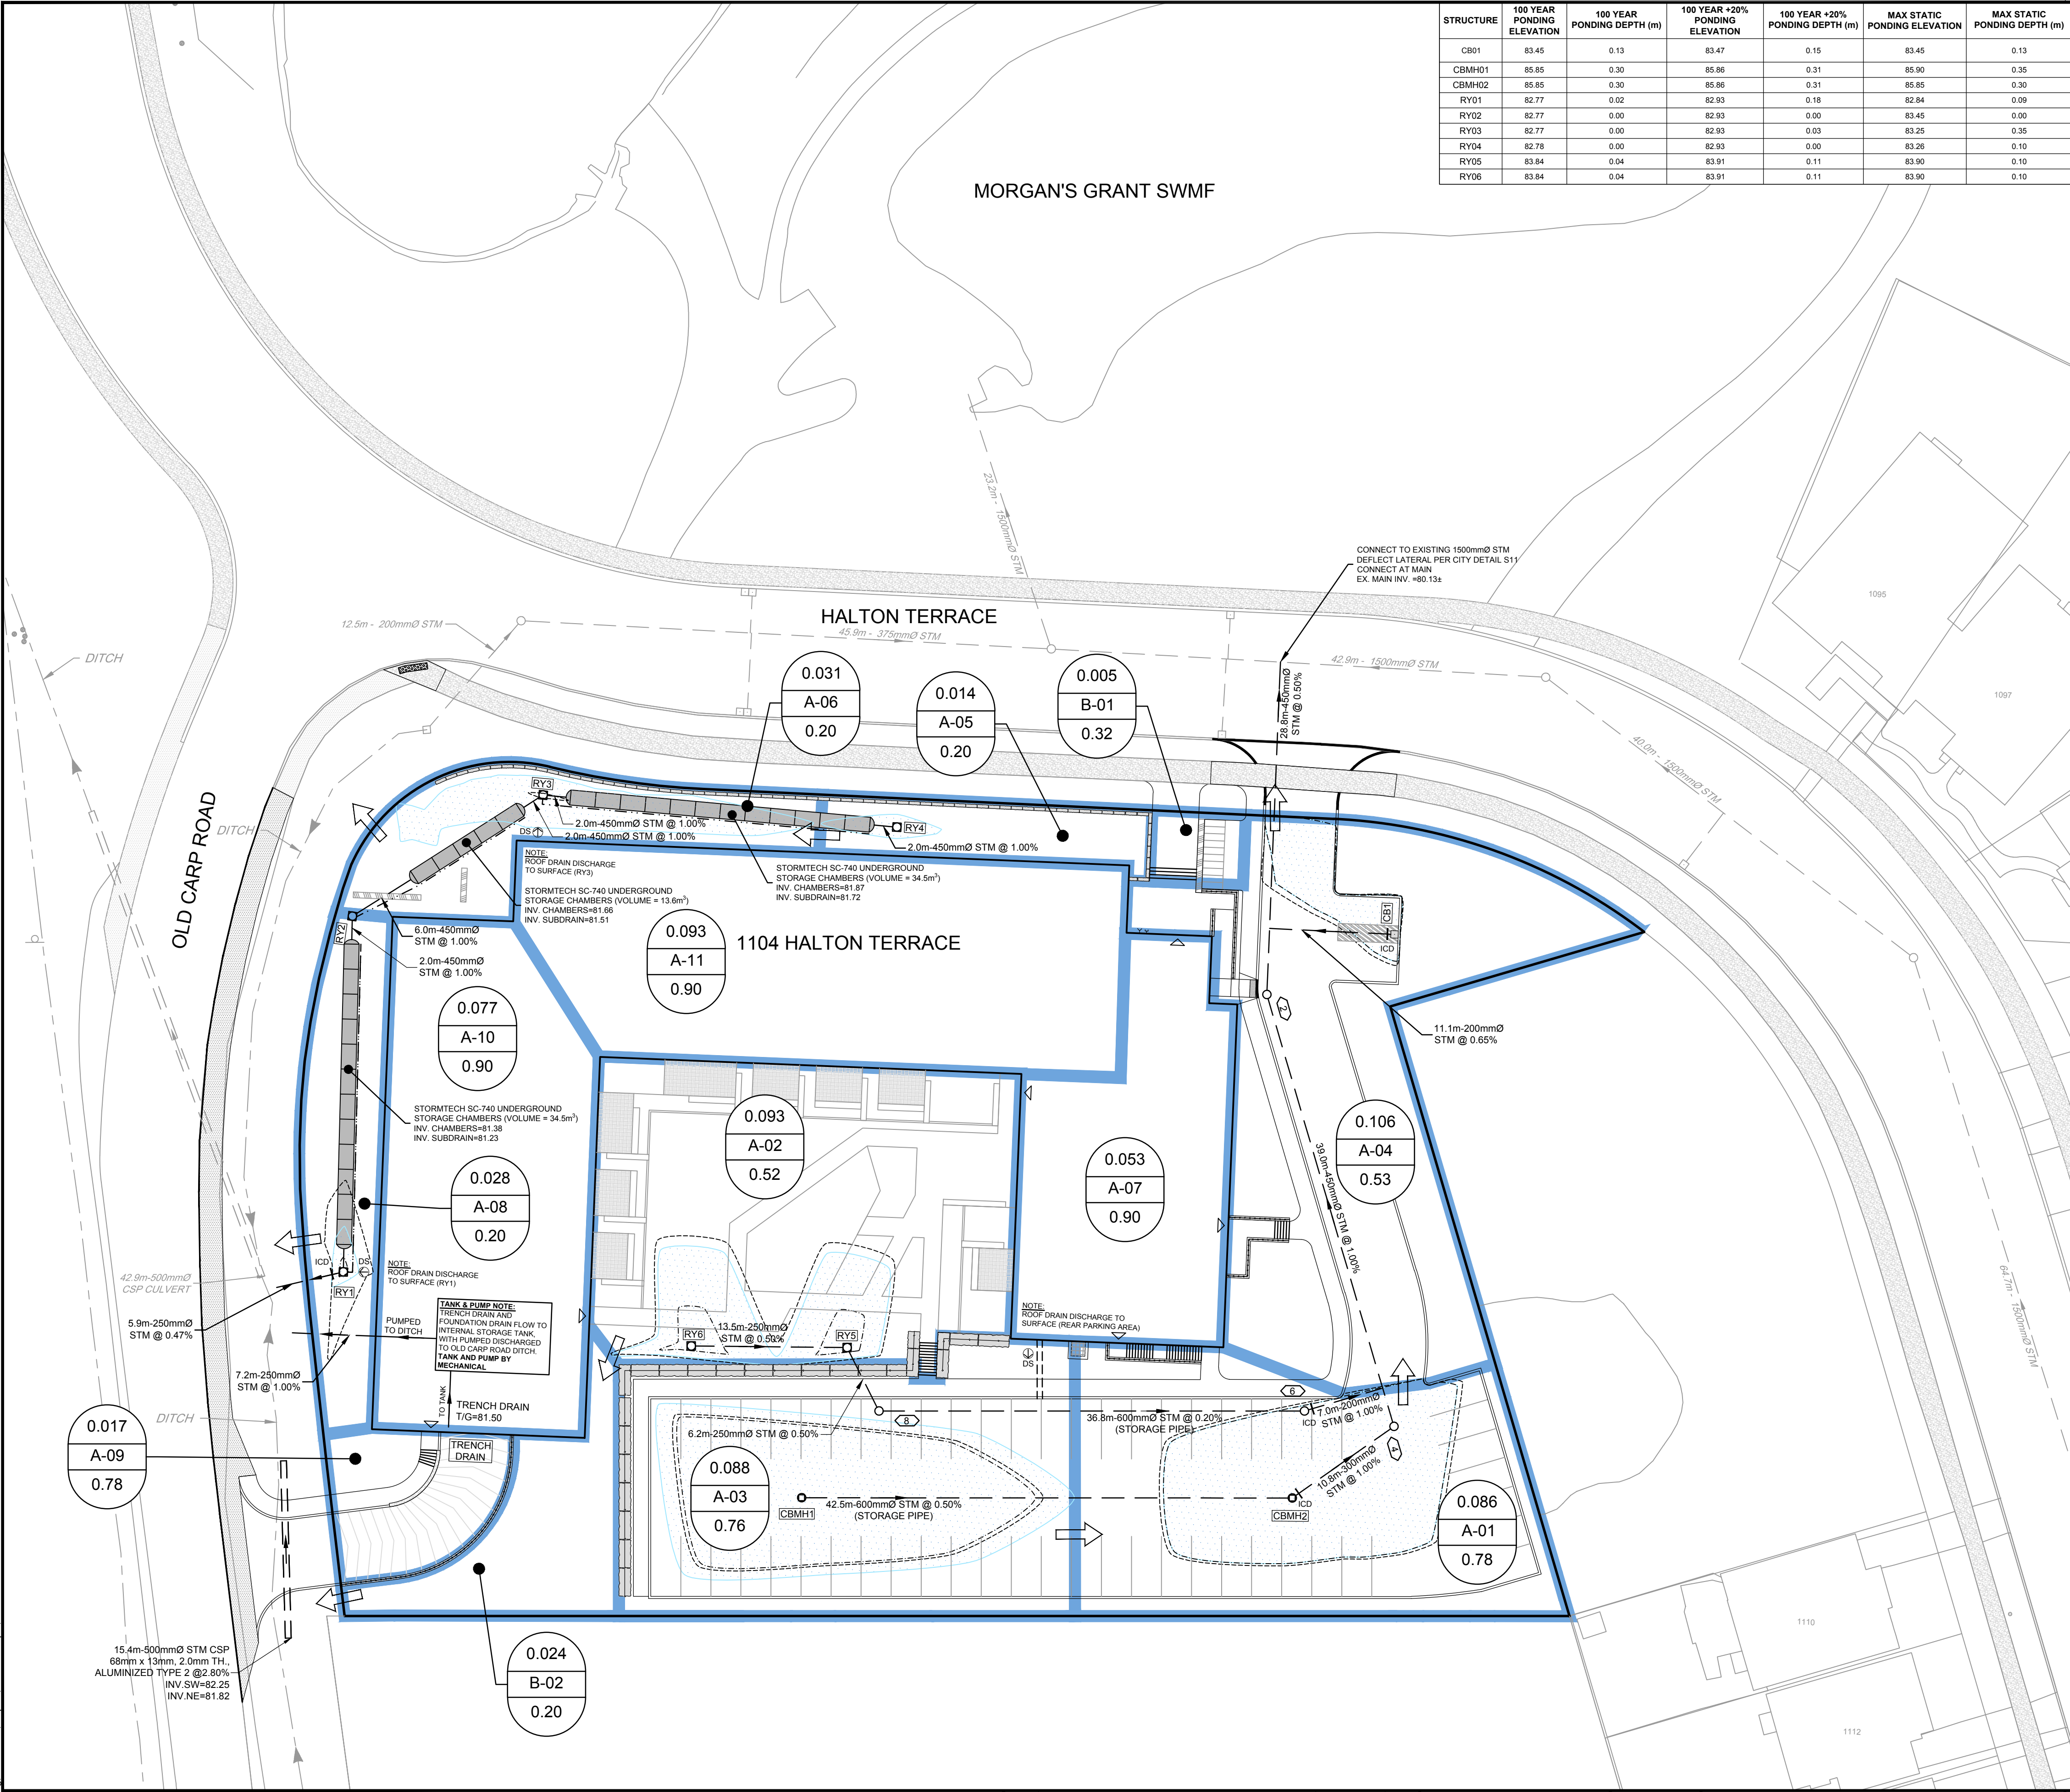 STRUCTURE | 100 YEAR PONDING ELEVATION | 100 YEAR PONDING DEPTH (m) | 100 YEAR +20% PONDING ELEVATION | 100 YEAR +20% PONDING DEPTH (m) | MAX STATIC PONDING ELEVATION | MAX STATIC PONDING DEPTH (m)
CB01 83.45 0.13 83.47 0.15 83.45 0.13
CBMH01 85.85 0.30 85.86 0.31 85.90 0.35
CBMH02 85.85 0.30 85.86 0.31 85.85 0.30
RY01 82.77 0.02 82.93 0.18 82.84 0.09
RY02 82.77 0.00 82.93 0.00 83.45 0.00
RY03 82.77 0.00 82.93 0.03 83.25 0.35
RY04 82.78 0.00 82.93 0.00 83.26 0.10
RY05 83.84 0.04 83.91 0.11 83.90 0.10
RY06 83.84 0.04 83.91 0.11 83.90 0.10
MORGAN'S GRANT SWMF
23.2m - 1500mmØ STM
CONNECT TO EXISTING 1500mmØ STM
DEFLECT LATERAL PER CITY DETAIL S11
CONNECT AT MAIN
EX. MAIN INV. =80.13±
1095
1097
HALTON TERRACE
12.5m - 200mmØ STM
45.9m - 375mmØ STM
42.9m - 1500mmØ STM
40.0m - 1500mmØ STM
64.7m - 1500mmØ STM
DITCH
DITCH
OLD CARP ROAD
0.031
A-06
0.20
0.014
A-05
0.20
0.005
B-01
0.32
28.8m-450mmØ
STM @ 0.50%
RY3
DS
2.0m-450mmØ STM @ 1.00%
2.0m-450mmØ STM @ 1.00%
RY4
2.0m-450mmØ STM @ 1.00%
NOTE:
ROOF DRAIN DISCHARGE
TO SURFACE (RY3)
STORMTECH SC-740 UNDERGROUND
STORAGE CHAMBERS (VOLUME = 34.5m³)
INV. CHAMBERS=81.87
INV. SUBDRAIN=81.72
STORMTECH SC-740 UNDERGROUND
STORAGE CHAMBERS (VOLUME = 13.6m³)
INV. CHAMBERS=81.66
INV. SUBDRAIN=81.51
RY2
6.0m-450mmØ
STM @ 1.00%
2.0m-450mmØ
STM @ 1.00%
0.093
A-11
0.90
1104 HALTON TERRACE
CB1
ICD
2
11.1m-200mmØ
STM @ 0.65%
0.077
A-10
0.90
STORMTECH SC-740 UNDERGROUND
STORAGE CHAMBERS (VOLUME = 34.5m³)
INV. CHAMBERS=81.38
INV. SUBDRAIN=81.23
0.093
A-02
0.52
0.053
A-07
0.90
0.106
A-04
0.53
39.0m-450mmØ STM @ 1.00%
0.028
A-08
0.20
ICD
DS
RY1
NOTE:
ROOF DRAIN DISCHARGE
TO SURFACE (RY1)
42.9m-500mmØ
CSP CULVERT
5.9m-250mmØ
STM @ 0.47%
PUMPED
TO DITCH
TANK & PUMP NOTE:
TRENCH DRAIN AND
FOUNDATION DRAIN FLOW TO
INTERNAL STORAGE TANK,
WITH PUMPED DISCHARGED
TO OLD CARP ROAD DITCH.
TANK AND PUMP BY
MECHANICAL
7.2m-250mmØ
STM @ 1.00%
TO TANK
TRENCH DRAIN
T/G=81.50
TRENCH
DRAIN
NOTE:
ROOF DRAIN DISCHARGE TO
SURFACE (REAR PARKING AREA)
DS
RY6
13.5m-250mmØ
STM @ 0.50%
RY5
6.2m-250mmØ STM @ 0.50%
8
36.8m-600mmØ STM @ 0.20%
(STORAGE PIPE)
6
ICD
7.0m-200mmØ
STM @ 1.00%
4
10.8m-300mmØ
STM @ 1.00%
DITCH
0.017
A-09
0.78
0.088
A-03
0.76
CBMH1
42.5m-600mmØ STM @ 0.50%
(STORAGE PIPE)
CBMH2
ICD
0.086
A-01
0.78
15.4m-500mmØ STM CSP
68mm x 13mm, 2.0mm TH.,
ALUMINIZED TYPE 2 @2.80%
INV.SW=82.25
INV.NE=81.82
0.024
B-02
0.20
1110
1112